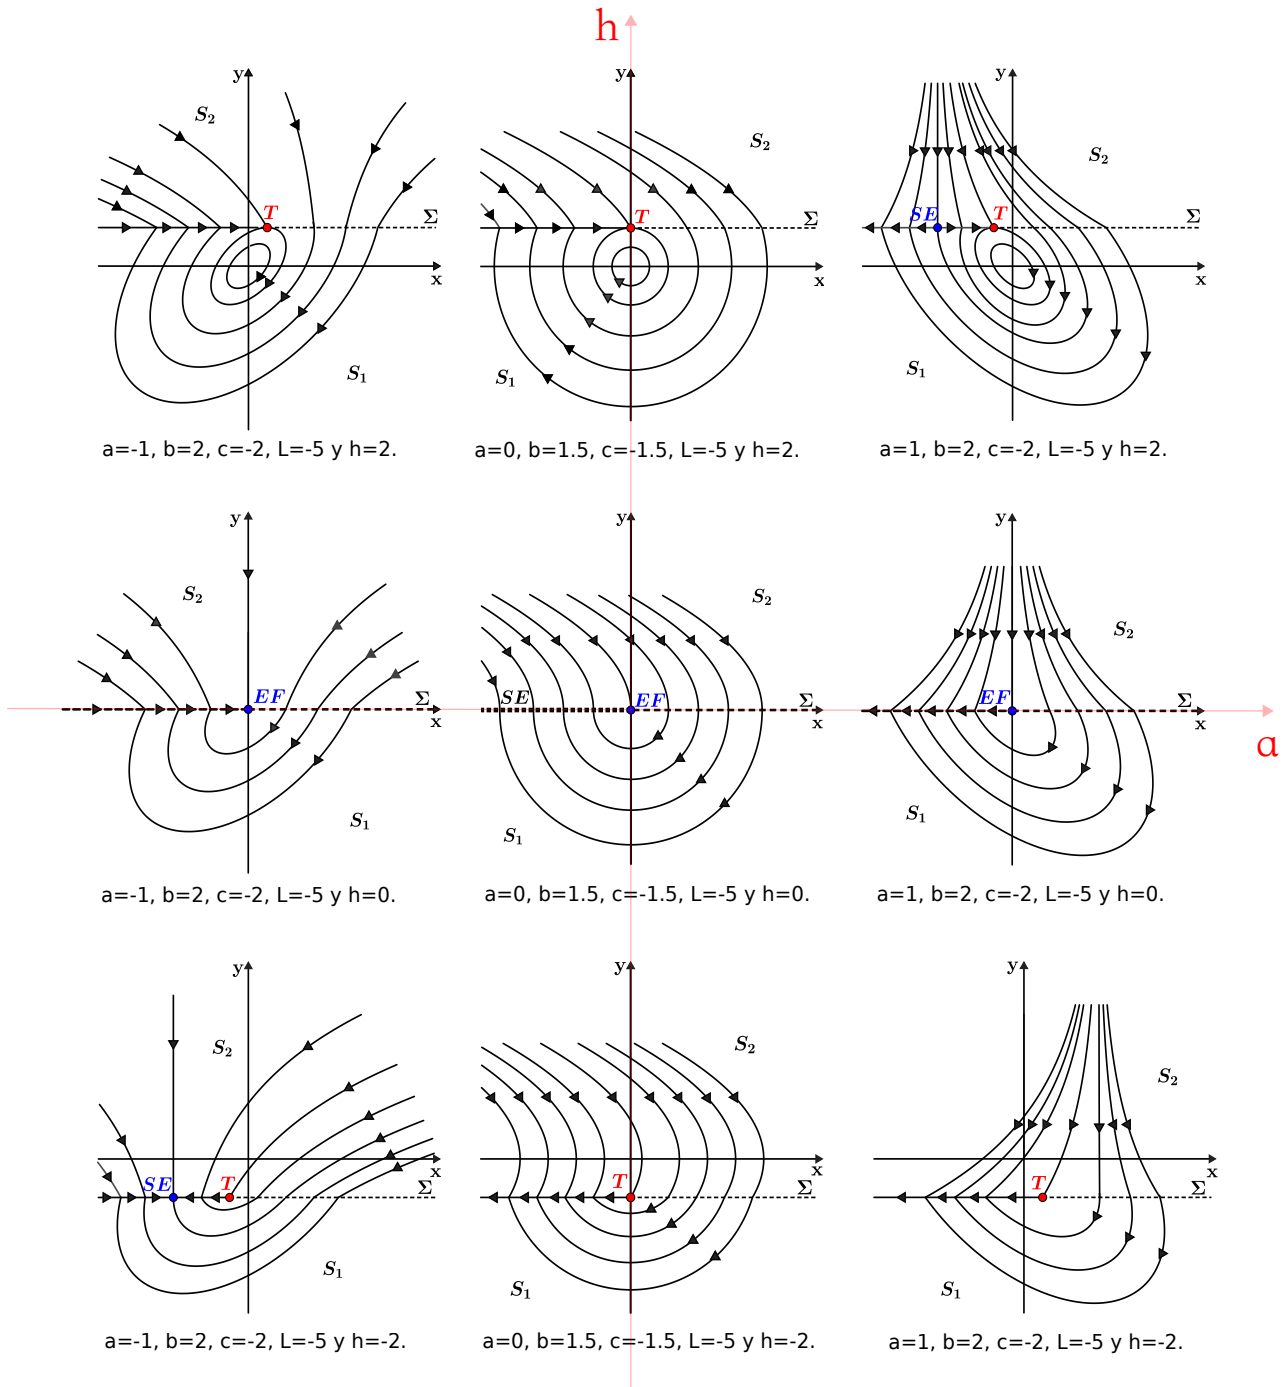 h
y
S2
T
Σ
x
S1
a=-1, b=2, c=-2, L=-5 y h=2.
y
S2
T
Σ
x
S1
a=0, b=1.5, c=-1.5, L=-5 y h=2.
y
S2
SE
T
Σ
x
S1
a=1, b=2, c=-2, L=-5 y h=2.
y
S2
EF
Σ
x
S1
a=-1, b=2, c=-2, L=-5 y h=0.
y
S2
SE
EF
Σ
x
S1
a=0, b=1.5, c=-1.5, L=-5 y h=0.
y
S2
EF
Σ
x
S1
a=1, b=2, c=-2, L=-5 y h=0.
a
y
S2
x
SE
T
Σ
S1
a=-1, b=2, c=-2, L=-5 y h=-2.
y
S2
x
T
Σ
S1
a=0, b=1.5, c=-1.5, L=-5 y h=-2.
y
S2
x
T
Σ
S1
a=1, b=2, c=-2, L=-5 y h=-2.